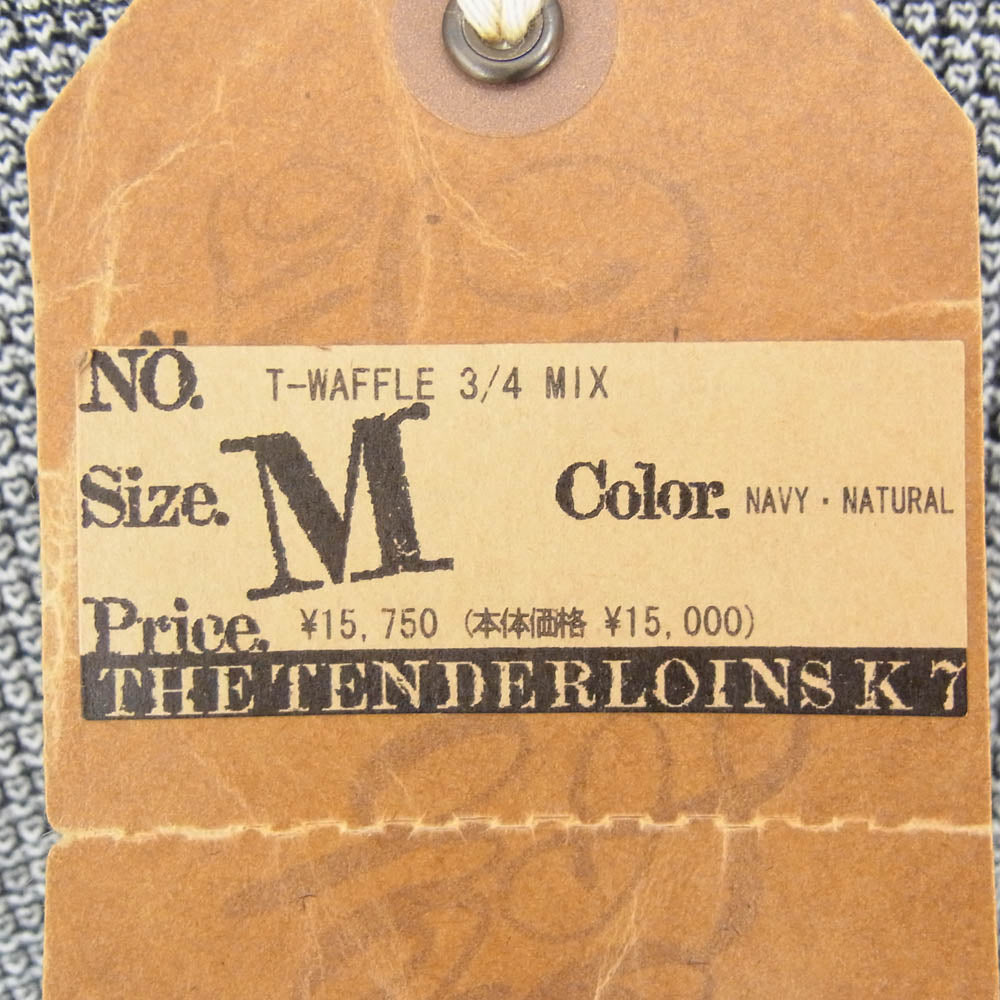 NÖ. T-WAFFLE 3/4 MIX
Size. M Color. NAVY・NATURAL
Price. ¥15,750 (本体価格 ¥15,000)
THE TENDERLOINS K 7